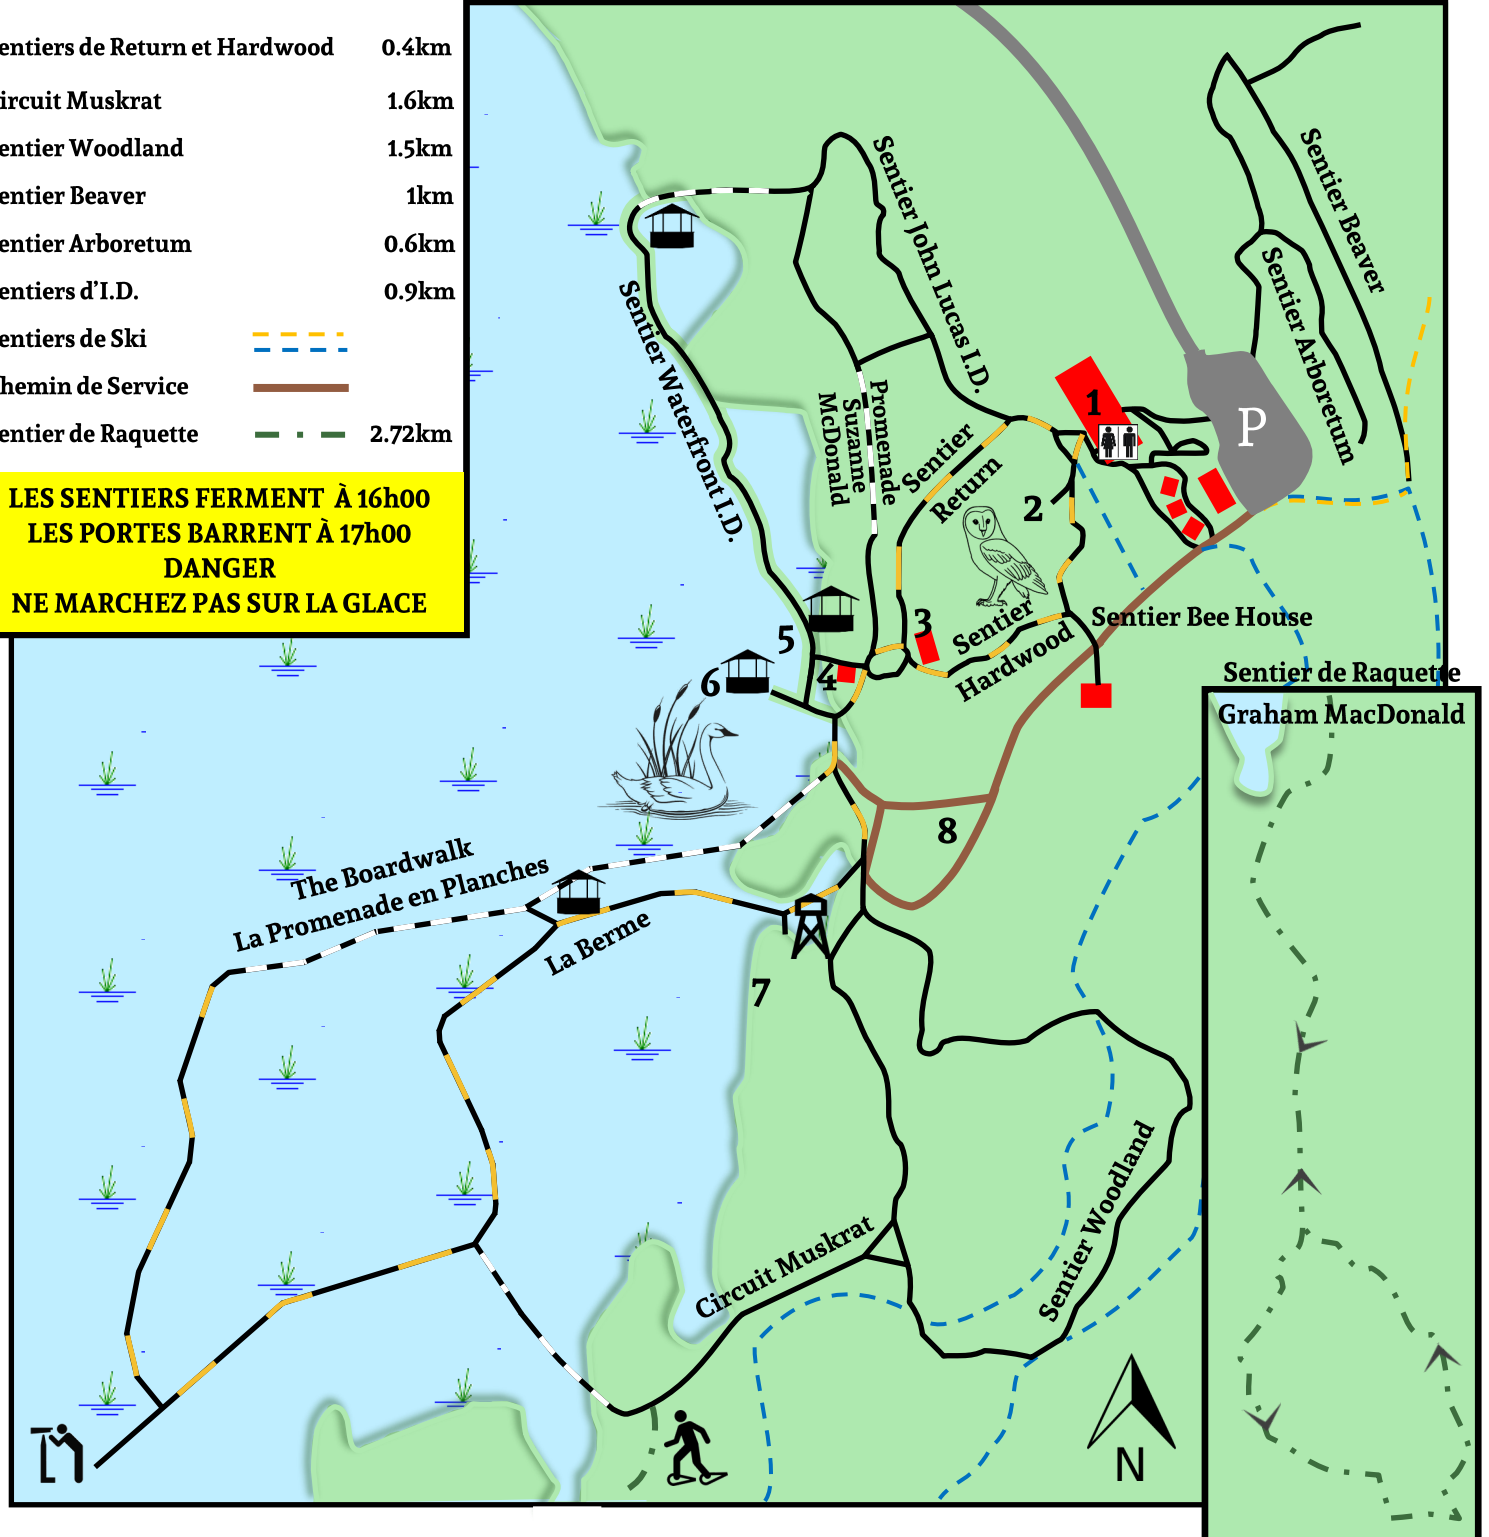 entiers de Return et Hardwood 0.4km
ircuit Muskrat 1.6km
entier Woodland 1.5km
entier Beaver 1km
entier Arboretum 0.6km
entiers d'I.D. 0.9km
entiers de Ski
hemin de Service
entier de Raquette 2.72km
LES SENTIERS FERMENT À 16h00
LES PORTES BARRENT À 17h00
DANGER
NE MARCHEZ PAS SUR LA GLACE
Sentier John Lucas I.D.
Sentier Beaver
Sentier Arboretum
Sentier Waterfront I.D.
Promenade
Suzanne
McDonald
Sentier
Return
1
P
2
3
Sentier
Hardwood
Sentier Bee House
4
5
6
Sentier de Raquette
Graham MacDonald
8
The Boardwalk
La Promenade en Planches
La Berme
7
Circuit Muskrat
Sentier Woodland
N